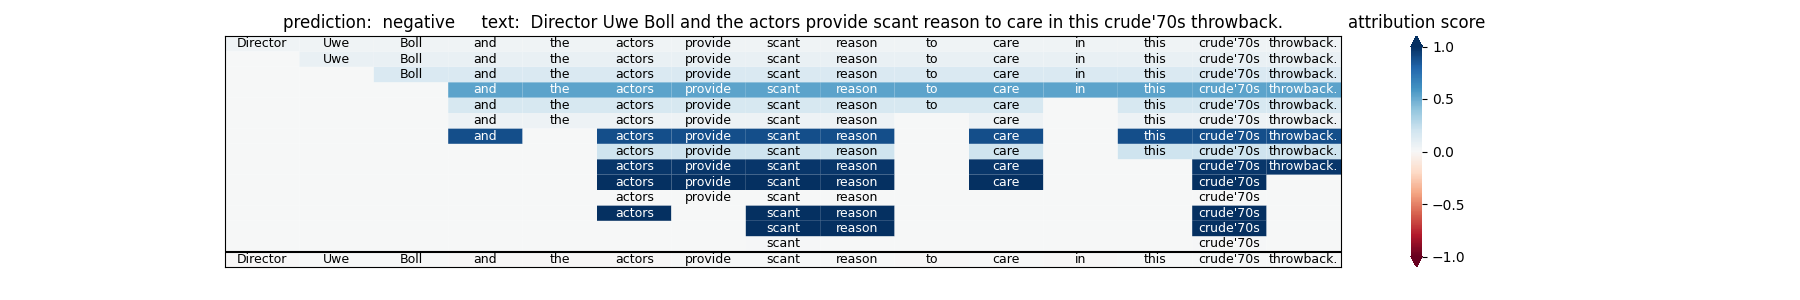 prediction:  negative     text:  Director Uwe Boll and the actors provide scant reason to care in this crude'70s throwback.     attribution score
Director Uwe Boll and the actors provide scant reason to care in this crude'70s throwback.
Uwe Boll and the actors provide scant reason to care in this crude'70s throwback.
Boll and the actors provide scant reason to care in this crude'70s throwback.
and the actors provide scant reason to care in this crude'70s throwback.
and the actors provide scant reason to care this crude'70s throwback.
and the actors provide scant reason care this crude'70s throwback.
and actors provide scant reason care this crude'70s throwback.
actors provide scant reason care this crude'70s throwback.
actors provide scant reason care crude'70s throwback.
actors provide scant reason care crude'70s
actors provide scant reason crude'70s
actors scant reason crude'70s
scant reason crude'70s
scant crude'70s
Director Uwe Boll and the actors provide scant reason to care in this crude'70s throwback.
1.0
0.5
0.0
−0.5
−1.0